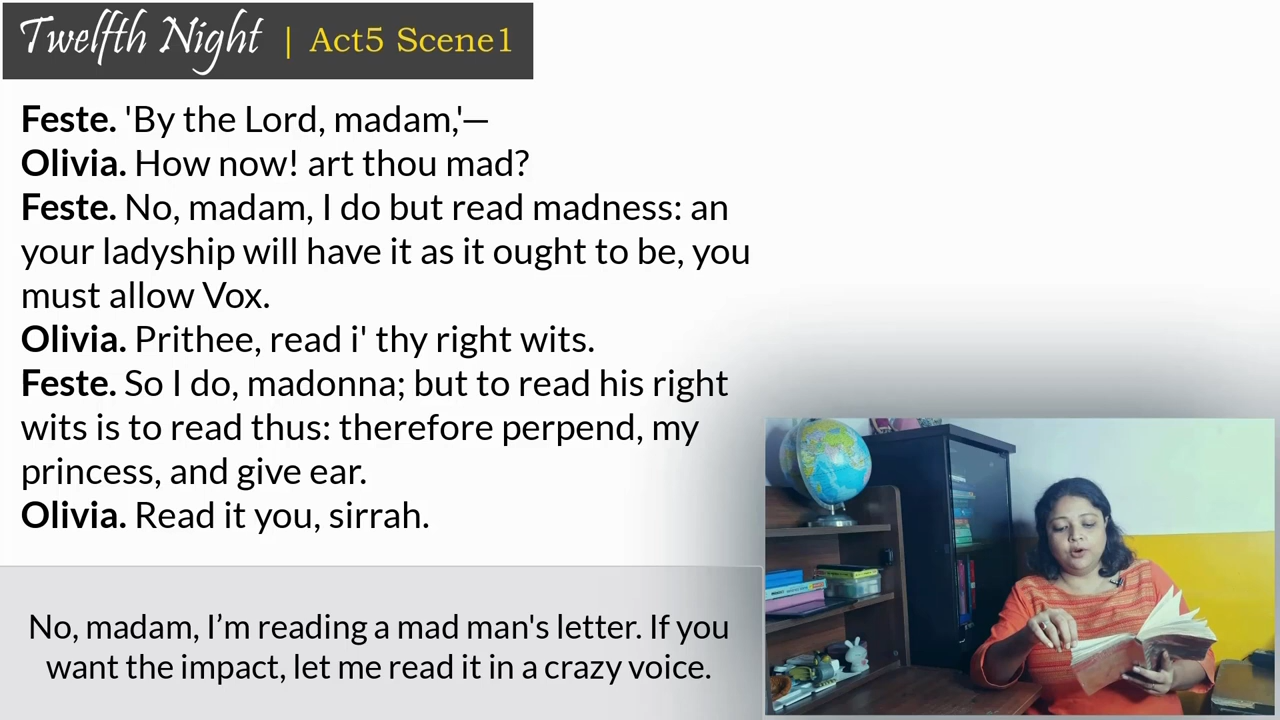 Twelfth Night | Act5 Scene1
Feste. 'By the Lord, madam,'—
Olivia. How now! art thou mad?
Feste. No, madam, I do but read madness: an
your ladyship will have it as it ought to be, you
must allow Vox.
Olivia. Prithee, read i' thy right wits.
Feste. So I do, madonna; but to read his right
wits is to read thus: therefore perpend, my
princess, and give ear.
Olivia. Read it you, sirrah.
No, madam, I’m reading a mad man's letter. If you
want the impact, let me read it in a crazy voice.